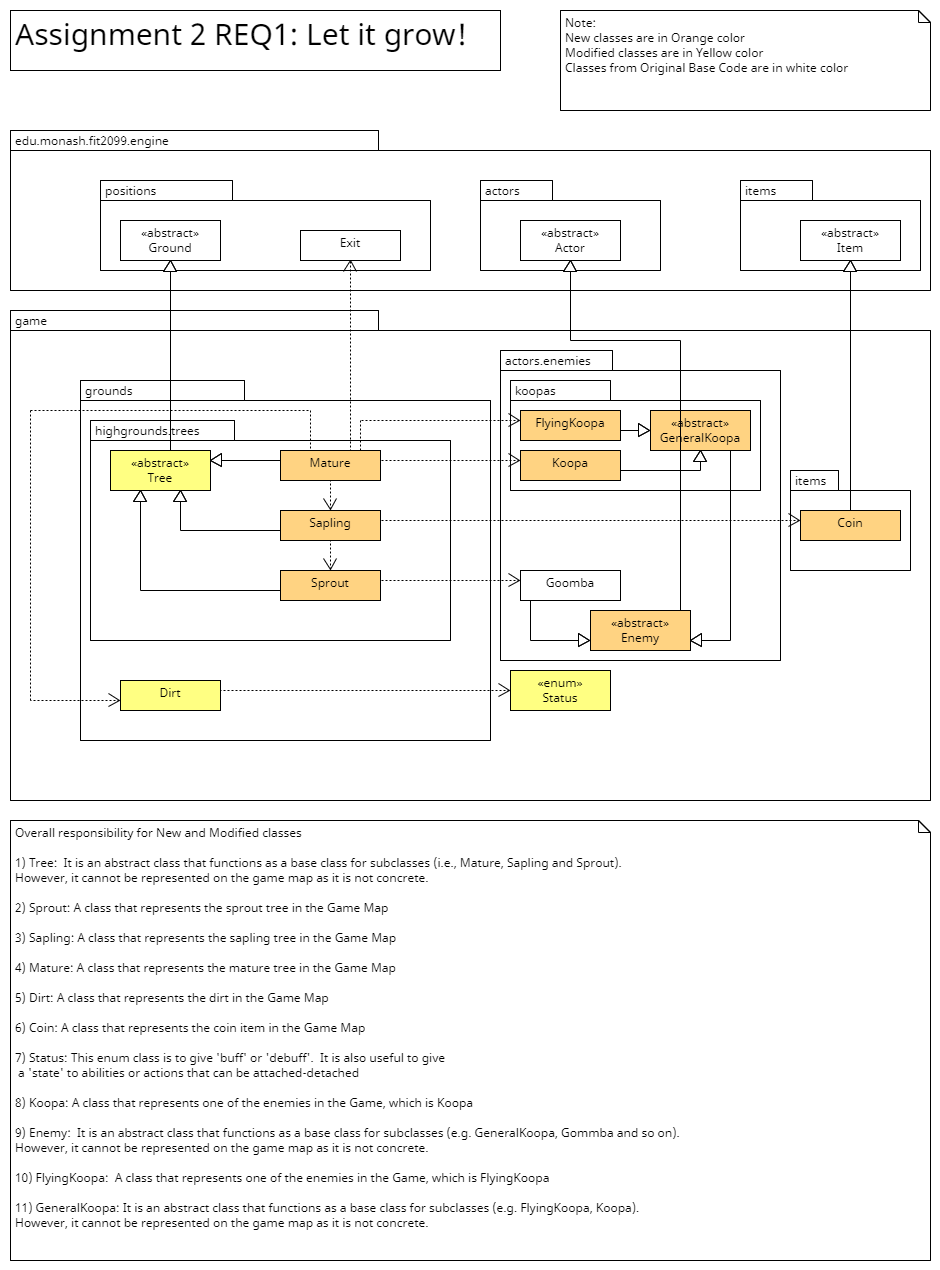 Assignment 2 REQ1: Let it grow!
Note:
New classes are in Orange color
Modified classes are in Yellow color
Classes from Original Base Code are in white color
edu.monash.fit2099.engine
positions
«abstract»
Ground
Exit
actors
«abstract»
Actor
items
«abstract»
Item
game
grounds
highgrounds.trees
«abstract»
Tree
Mature
Sapling
Sprout
Dirt
actors.enemies
koopas
FlyingKoopa
Koopa
«abstract»
GeneralKoopa
Goomba
«abstract»
Enemy
items
Coin
«enum»
Status
Overall responsibility for New and Modified classes
1) Tree:  It is an abstract class that functions as a base class for subclasses (i.e., Mature, Sapling and Sprout).
However, it cannot be represented on the game map as it is not concrete.
2) Sprout: A class that represents the sprout tree in the Game Map
3) Sapling: A class that represents the sapling tree in the Game Map
4) Mature: A class that represents the mature tree in the Game Map
5) Dirt: A class that represents the dirt in the Game Map
6) Coin: A class that represents the coin item in the Game Map
7) Status: This enum class is to give 'buff' or 'debuff'.  It is also useful to give
a 'state' to abilities or actions that can be attached-detached
8) Koopa: A class that represents one of the enemies in the Game, which is Koopa
9) Enemy:  It is an abstract class that functions as a base class for subclasses (e.g. GeneralKoopa, Gommba and so on).
However, it cannot be represented on the game map as it is not concrete.
10) FlyingKoopa:  A class that represents one of the enemies in the Game, which is FlyingKoopa
11) GeneralKoopa: It is an abstract class that functions as a base class for subclasses (e.g. FlyingKoopa, Koopa).
However, it cannot be represented on the game map as it is not concrete.